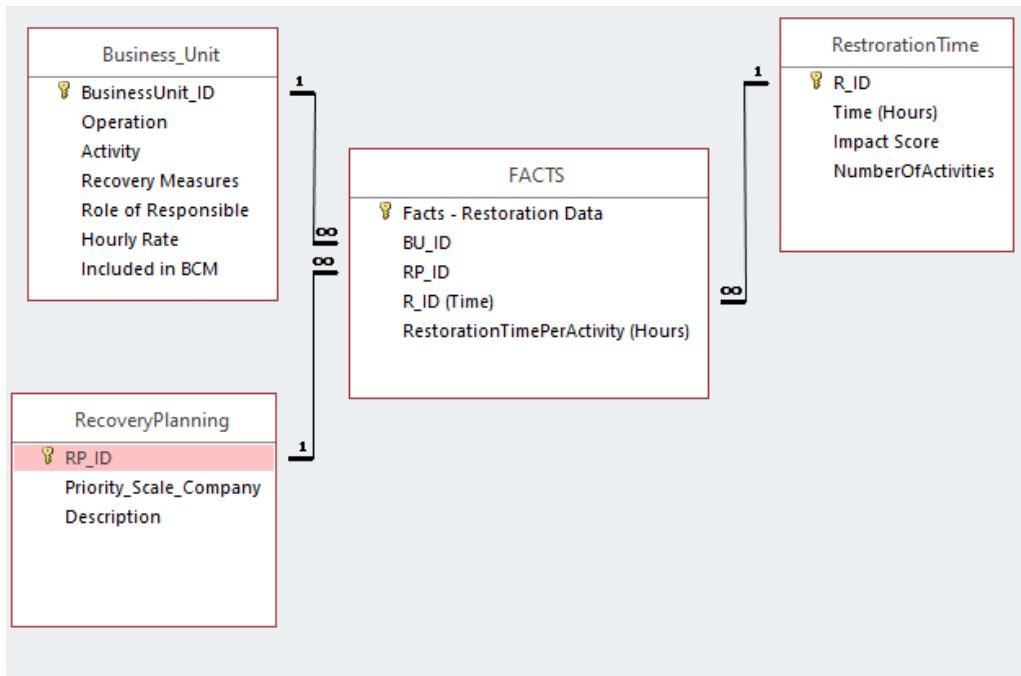 Business_Unit
BusinessUnit_ID
Operation
Activity
Recovery Measures
Role of Responsible
Hourly Rate
Included in BCM
1
∞
∞
FACTS
Facts - Restoration Data
BU_ID
RP_ID
R_ID (Time)
RestorationTimePerActivity (Hours)
1
∞
RestrorationTime
R_ID
Time (Hours)
Impact Score
NumberOfActivities
RecoveryPlanning
RP_ID
Priority_Scale_Company
Description
1